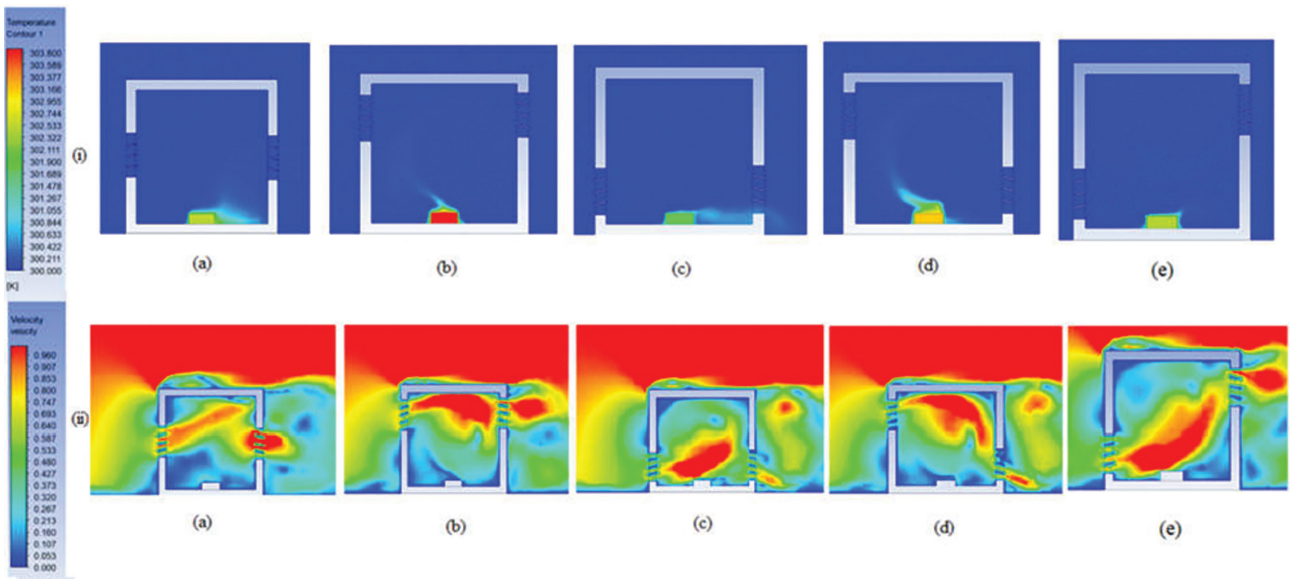 Temperature
Contour 1
303.800
303.589
303.377
303.166
302.955
302.744
302.533
302.322
302.111
301.900
301.689
301.478
301.267
301.055
300.844
300.633
300.422
300.211
300.000
[K]
(i)
(a)
(b)
(c)
(d)
(e)
Velocity
velocity
0.960
0.907
0.853
0.800
0.747
0.693
0.640
0.587
0.533
0.480
0.427
0.373
0.320
0.267
0.213
0.160
0.107
0.053
0.000
(ii)
(a)
(b)
(c)
(d)
(e)